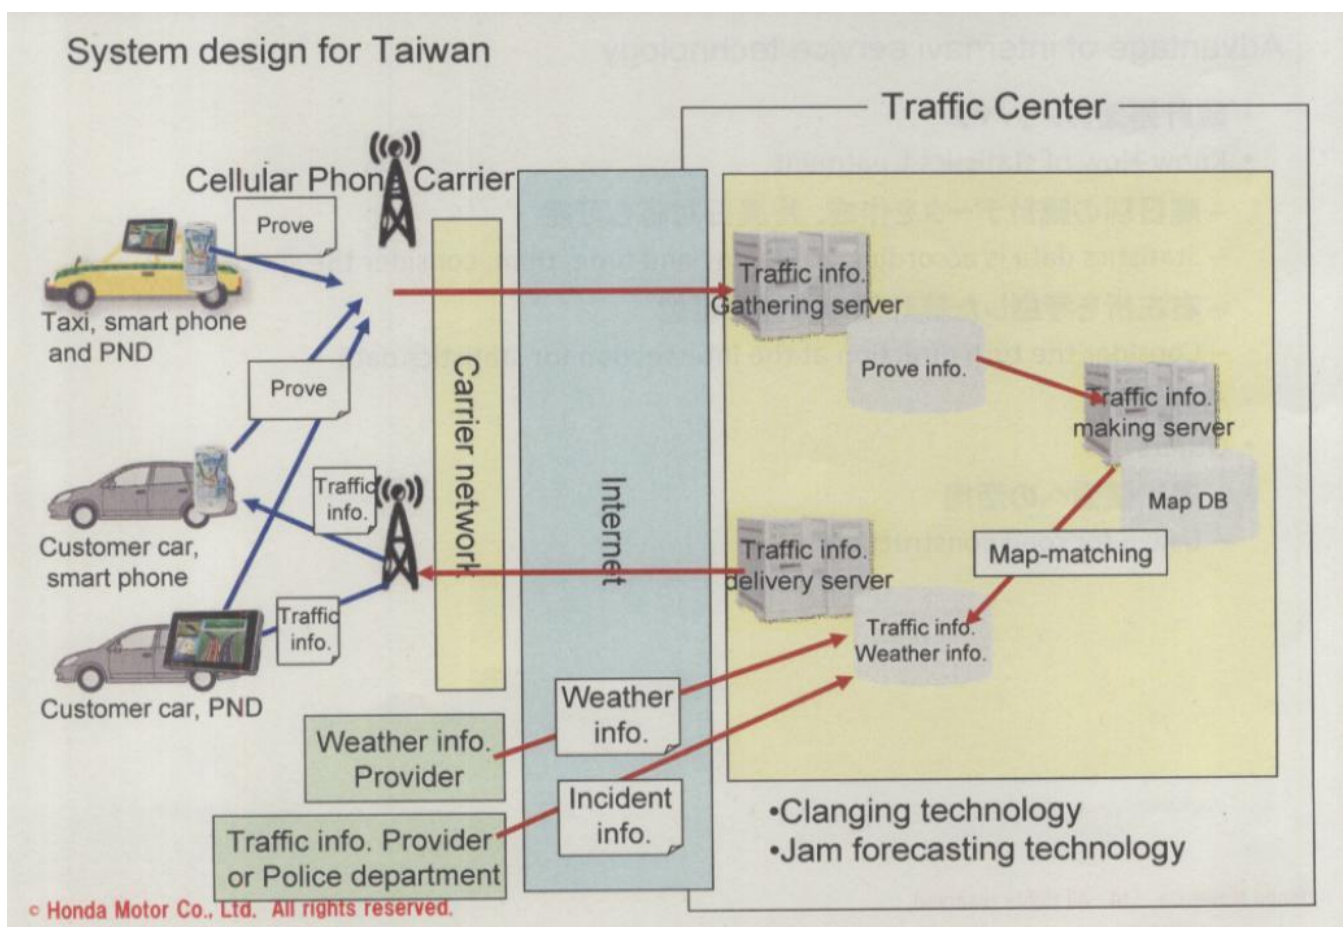 System design for Taiwan
Traffic Center
Cellular Phon
Carrier
Prove
Taxi, smart phone
and PND
Prove
Traffic
info.
Customer car,
smart phone
Traffic
info.
Customer car, PND
Carrier network
Internet
Traffic info.
Gathering server
Prove info.
Traffic info.
making server
Map DB
Map-matching
Traffic info.
delivery server
Traffic info.
Weather info.
Weather
info.
Weather info.
Provider
Incident
info.
Traffic info. Provider
or Police department
•Clanging technology
•Jam forecasting technology
© Honda Motor Co., Ltd. All rights reserved.